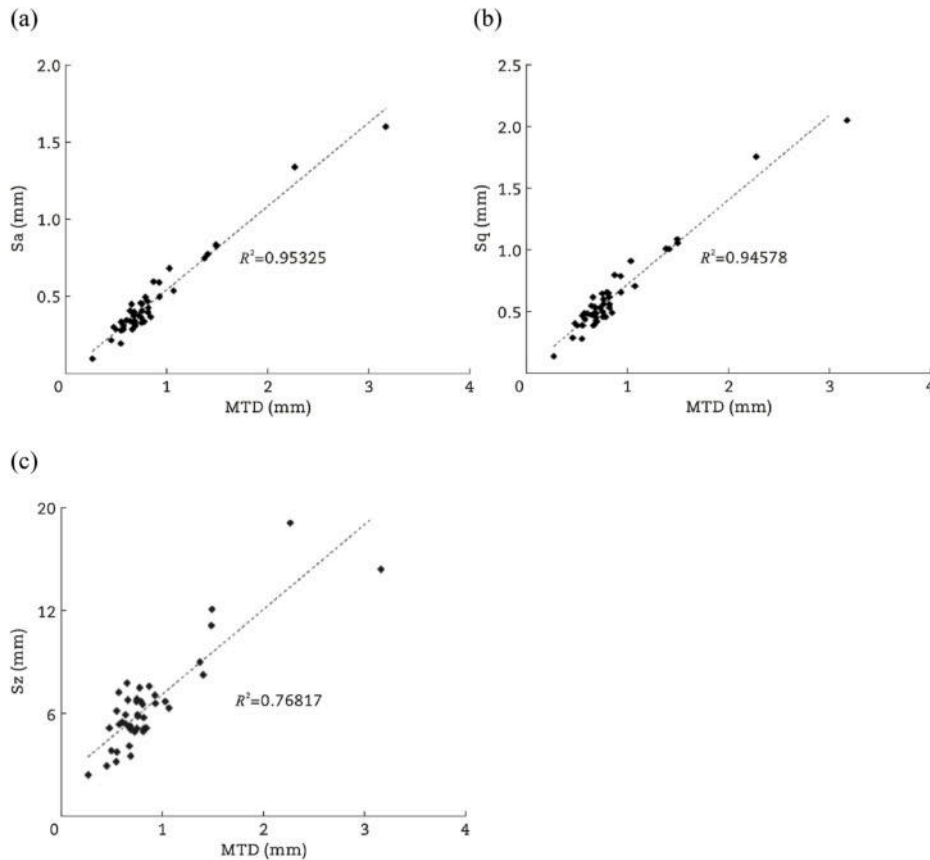 (a)
2.0
1.5
1.0
0.5
0 1 2 3 4
Sa (mm)
MTD (mm)
R²=0.95325
(b)
2.5
2.0
1.5
1.0
0.5
0 1 2 3 4
Sq (mm)
MTD (mm)
R²=0.94578
(c)
20
12
6
0 1 2 3 4
Sz (mm)
MTD (mm)
R²=0.76817